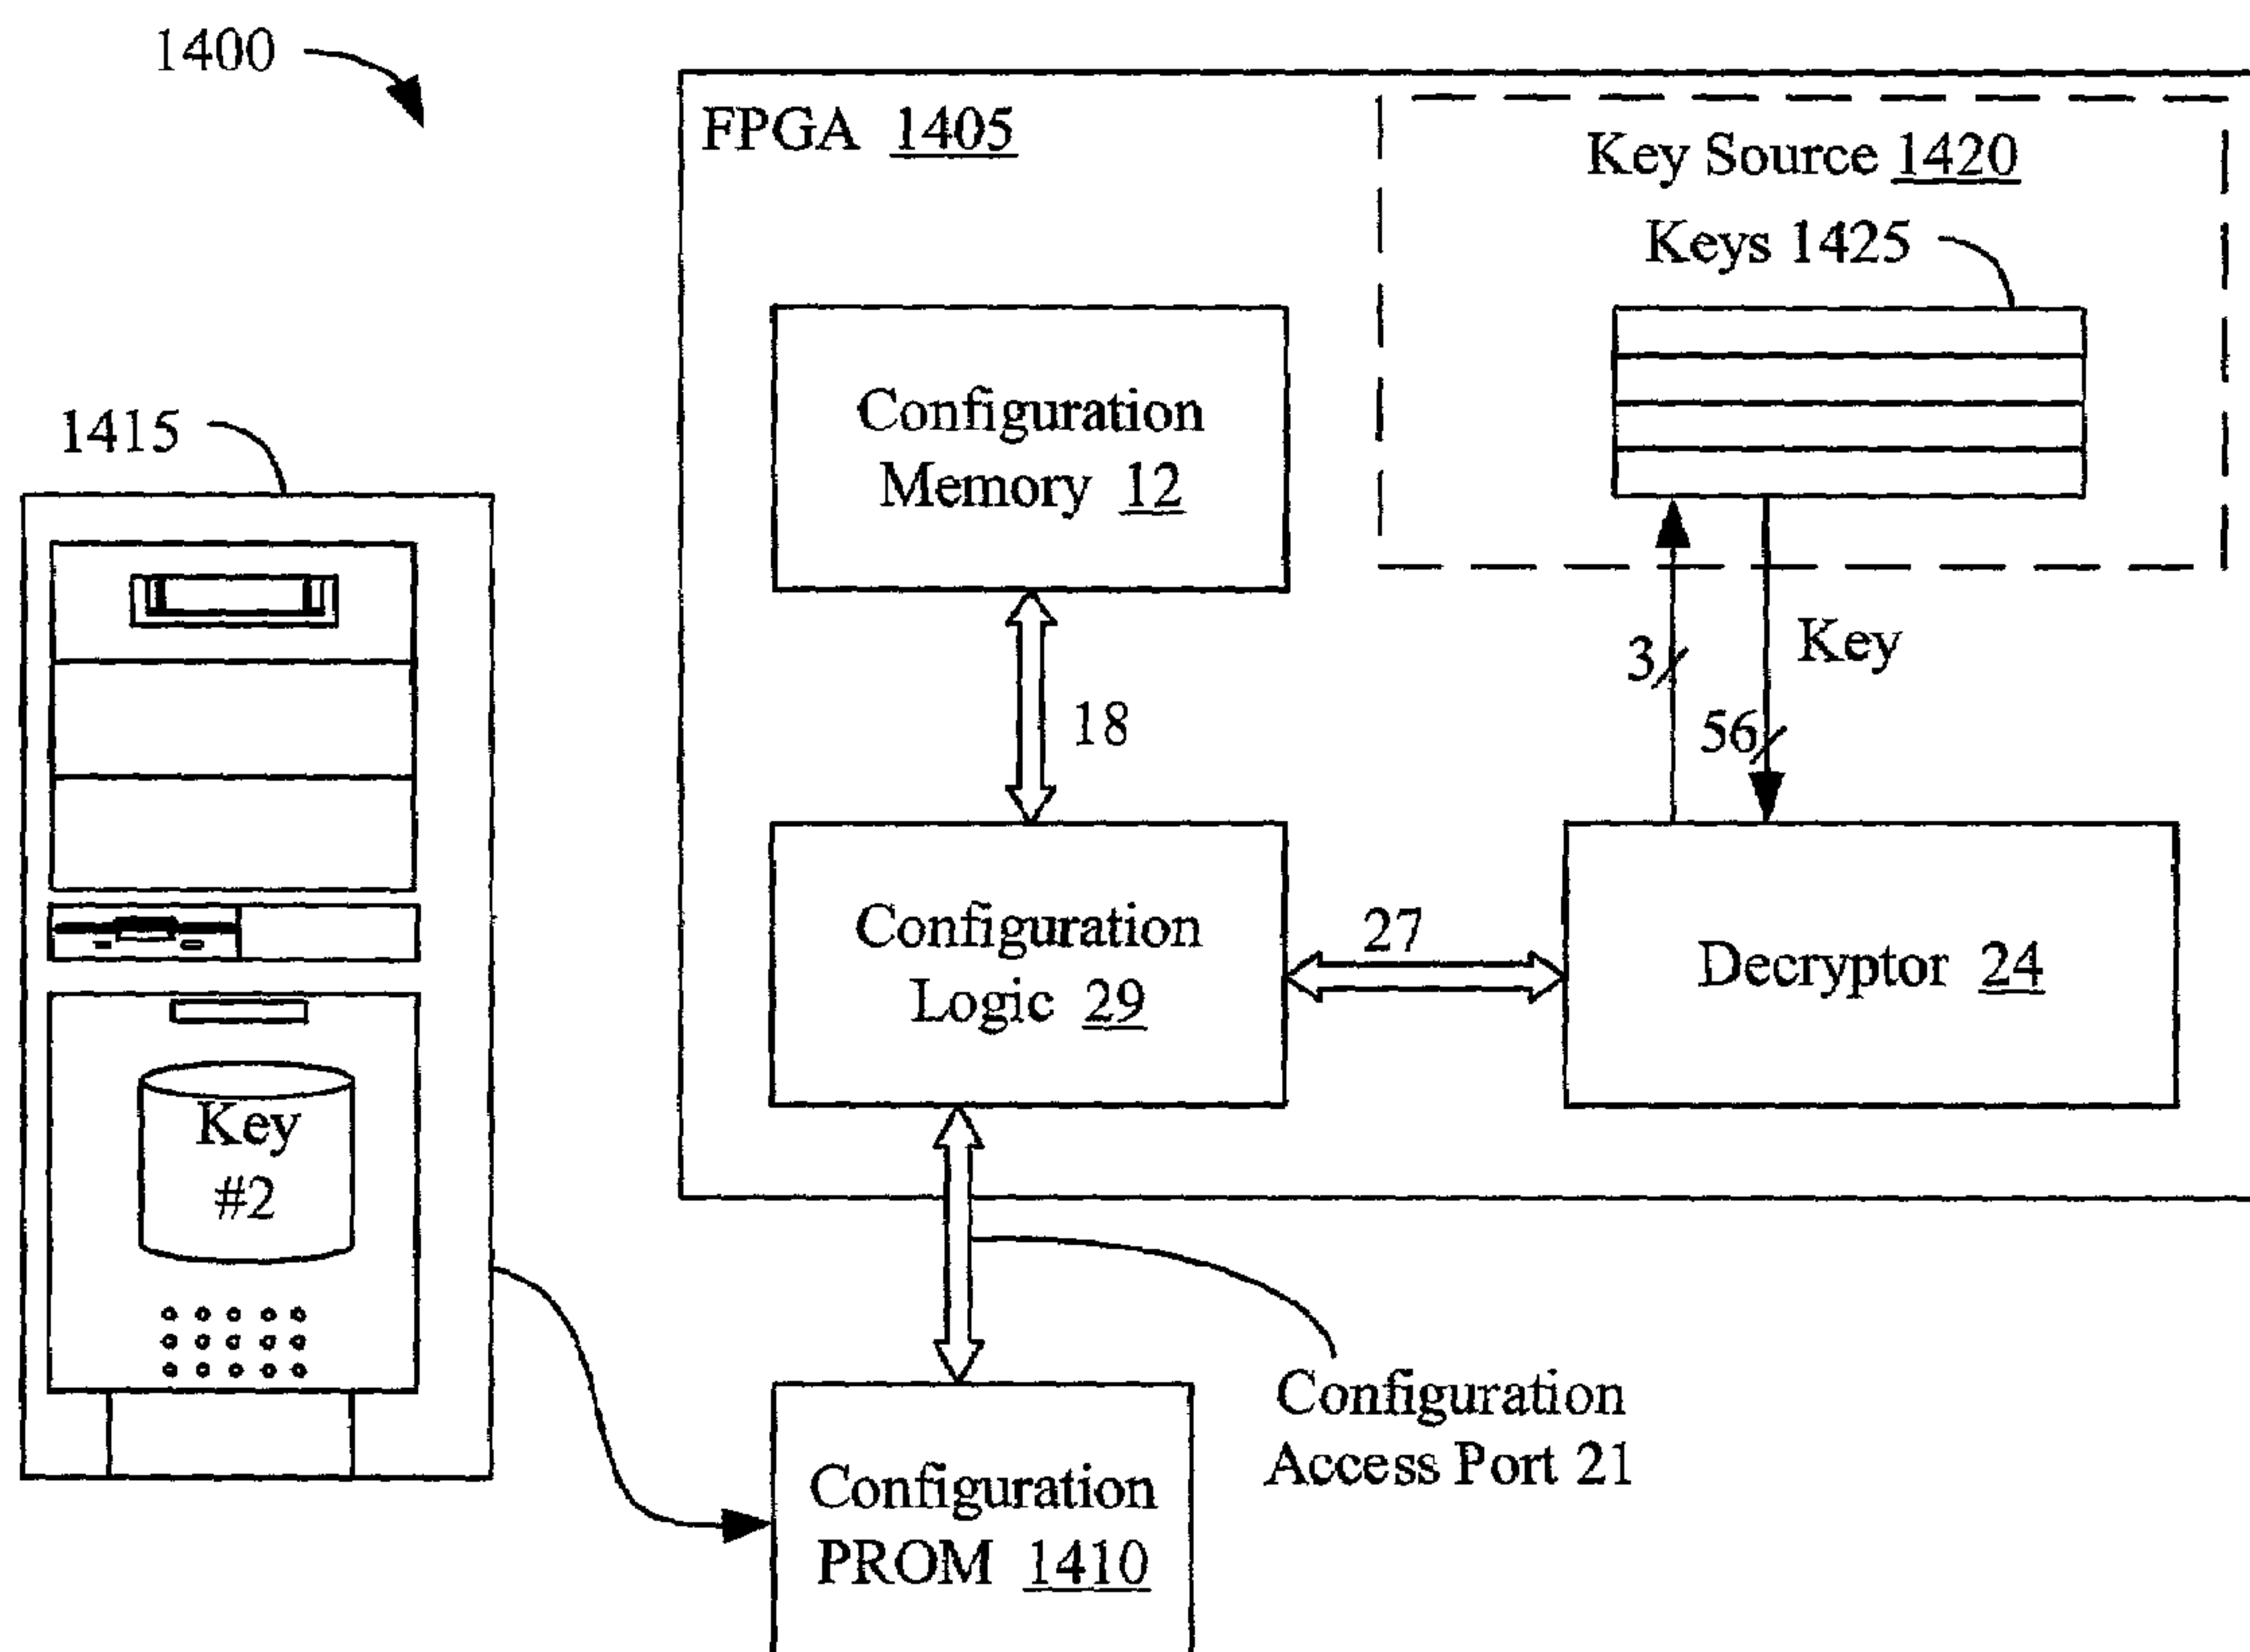 1400
FPGA 1405
Key Source 1420
Keys 1425
Configuration
Memory 12
1415
3
Key
18
56
Configuration
Logic 29
27
Decryptor 24
Key
#2
Configuration
Access Port 21
Configuration
PROM 1410